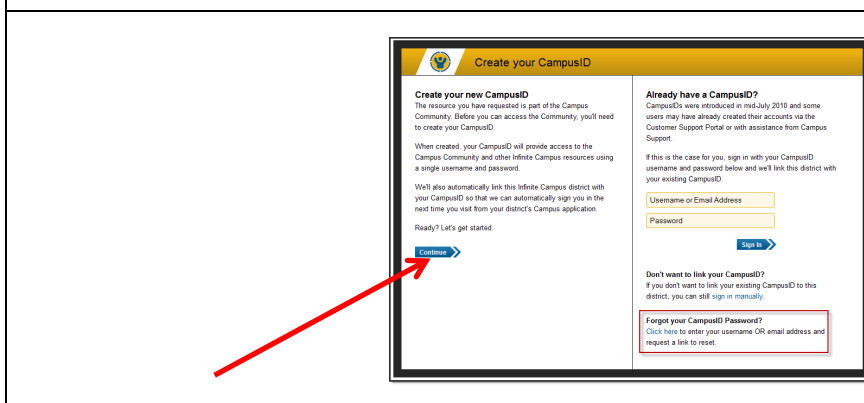 Create your CampusID
Create your new CampusID
The resource you have requested is part of the Campus
Community. Before you can access the Community, you'll need
to create your CampusID.
When created, your CampusID will provide access to the
Campus Community and other Infinite Campus resources using
a single username and password.
We'll also automatically link this Infinite Campus district with
your CampusID so that we can automatically sign you in the
next time you visit from your district's Campus application.
Ready? Let's get started.
Continue
Already have a CampusID?
CampusIDs were introduced in mid-July 2010 and some
users may have already created their accounts via the
Customer Support Portal or with assistance from Campus
Support.
If this is the case for you, sign in with your CampusID
username and password below and we'll link this district with
your existing CampusID.
Username or Email Address
Password
Sign In
Don't want to link your CampusID?
If you don't want to link your existing CampusID to this
district, you can still sign in manually.
Forgot your CampusID Password?
Click here to enter your username OR email address and
request a link to reset.